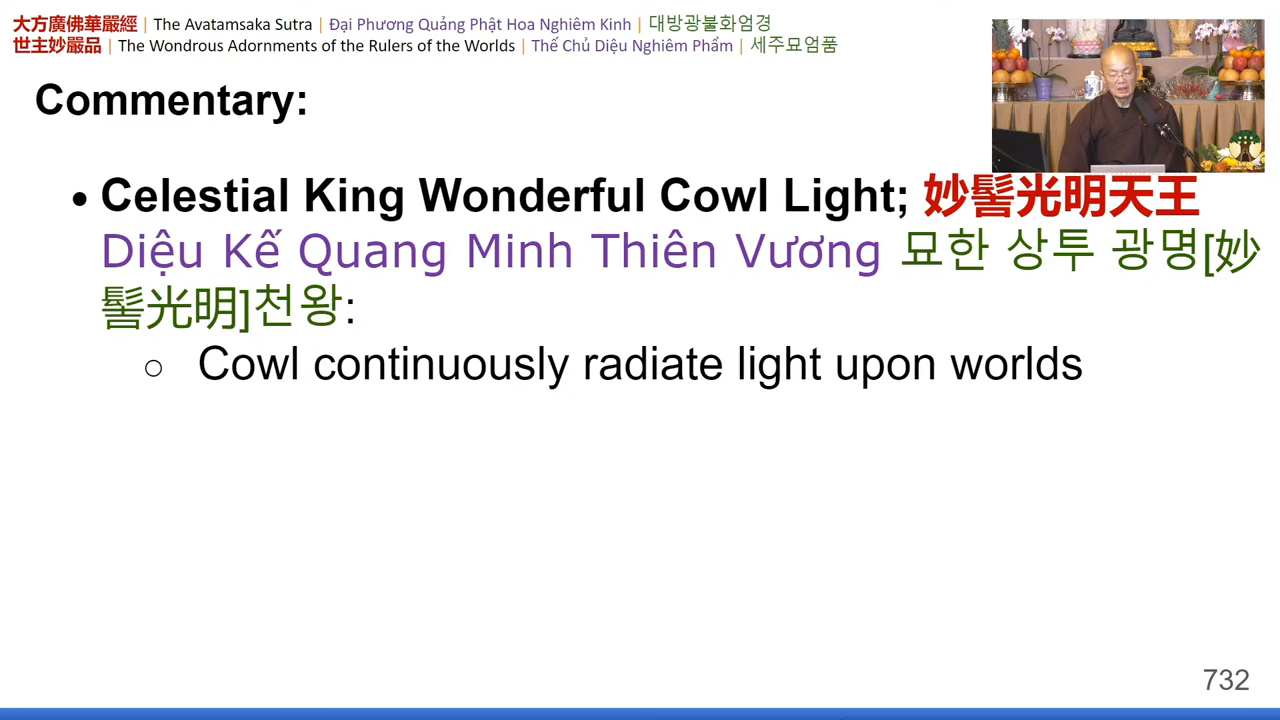 大方廣佛華嚴經 | The Avatamsaka Sutra | Đại Phương Quảng Phật Hoa Nghiêm Kinh | 대방광불화엄경
世主妙嚴品 | The Wondrous Adornments of the Rulers of the Worlds | Thế Chủ Diệu Nghiêm Phẩm | 세주묘엄품
Commentary:
• Celestial King Wonderful Cowl Light; 妙髻光明天王
Diệu Kế Quang Minh Thiên Vương 묘한 상투 광명[妙
髻光明]천왕:
○ Cowl continuously radiate light upon worlds
732